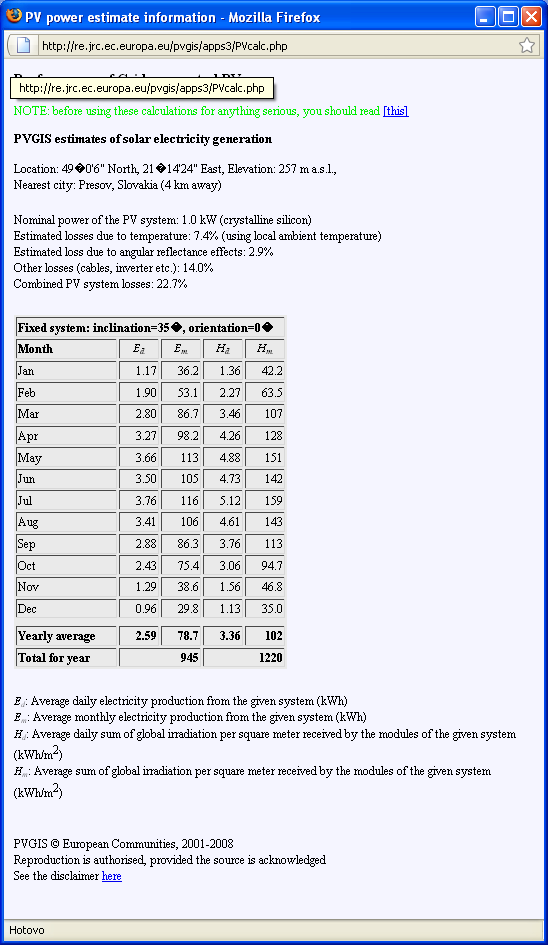 PV power estimate information - Mozilla Firefox
http://re.jrc.ec.europa.eu/pvgis/apps3/PVcalc.php
http://re.jrc.ec.europa.eu/pvgis/apps3/PVcalc.php
NOTE: before using these calculations for anything serious, you should read [this]
PVGIS estimates of solar electricity generation
Location: 49�0'6" North, 21�14'24" East, Elevation: 257 m a.s.l.,
Nearest city: Presov, Slovakia (4 km away)
Nominal power of the PV system: 1.0 kW (crystalline silicon)
Estimated losses due to temperature: 7.4% (using local ambient temperature)
Estimated loss due to angular reflectance effects: 2.9%
Other losses (cables, inverter etc.): 14.0%
Combined PV system losses: 22.7%
Fixed system: inclination=35�, orientation=0�
Month Ed Em Hd Hm
Jan 1.17 36.2 1.36 42.2
Feb 1.90 53.1 2.27 63.5
Mar 2.80 86.7 3.46 107
Apr 3.27 98.2 4.26 128
May 3.66 113 4.88 151
Jun 3.50 105 4.73 142
Jul 3.76 116 5.12 159
Aug 3.41 106 4.61 143
Sep 2.88 86.3 3.76 113
Oct 2.43 75.4 3.06 94.7
Nov 1.29 38.6 1.56 46.8
Dec 0.96 29.8 1.13 35.0
Yearly average 2.59 78.7 3.36 102
Total for year 945 1220
Ed: Average daily electricity production from the given system (kWh)
Em: Average monthly electricity production from the given system (kWh)
Hd: Average daily sum of global irradiation per square meter received by the modules of the given system
(kWh/m2)
Hm: Average sum of global irradiation per square meter received by the modules of the given system
(kWh/m2)
PVGIS © European Communities, 2001-2008
Reproduction is authorised, provided the source is acknowledged
See the disclaimer here
Hotovo